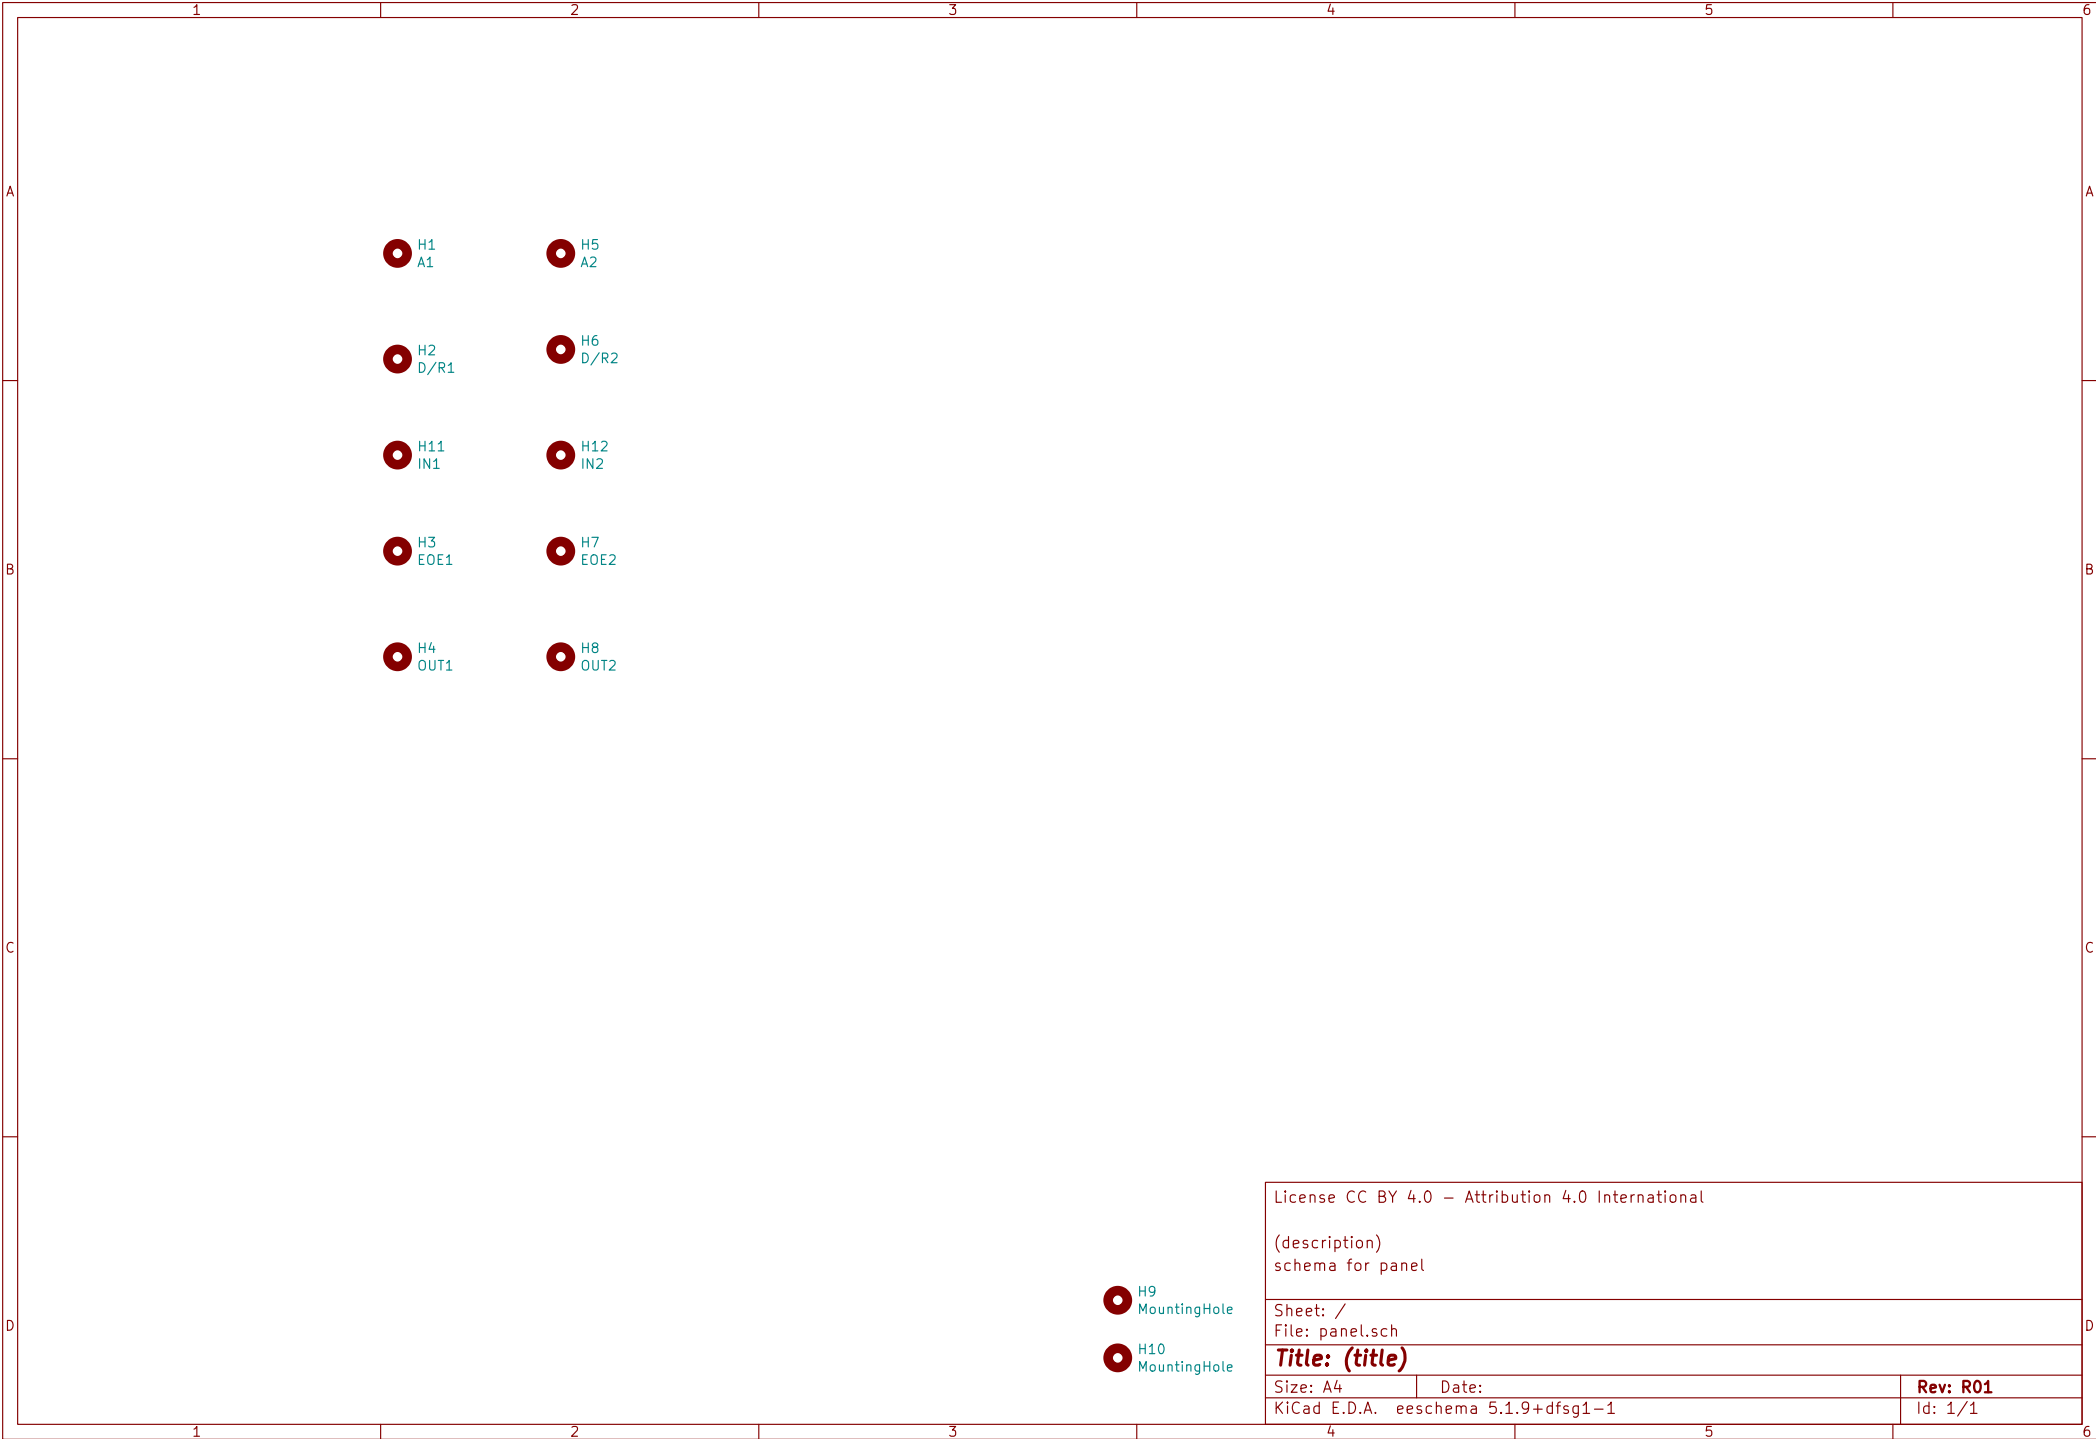 1 2 3 4 5 6
A A
H1
A1
H5
A2
H2
D/R1
H6
D/R2
H11
IN1
H12
IN2
H3
EOE1
H7
EOE2
B B
H4
OUT1
H8
OUT2
C C
License CC BY 4.0 - Attribution 4.0 International
(description)
schema for panel
H9
MountingHole
Sheet: /
File: panel.sch
D D
H10
MountingHole
Title: (title)
Size: A4 Date: Rev: R01
KiCad E.D.A. eeschema 5.1.9+dfsg1-1 Id: 1/1
1 2 3 4 5 6